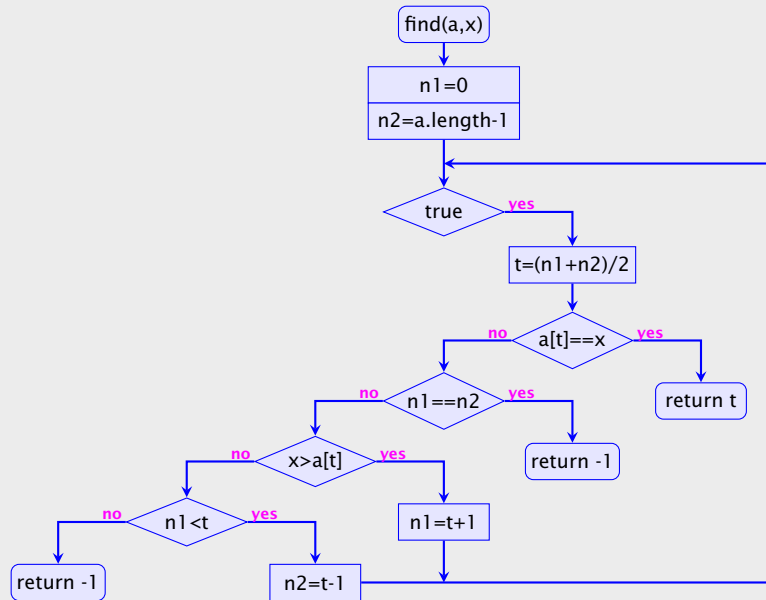 find(a,x)
n1=0
n2=a.length-1
true
yes
t=(n1+n2)/2
a[t]==x
no
yes
n1==n2
return t
no
yes
x>a[t]
return -1
no
yes
n1<t
n1=t+1
no
yes
return -1
n2=t-1